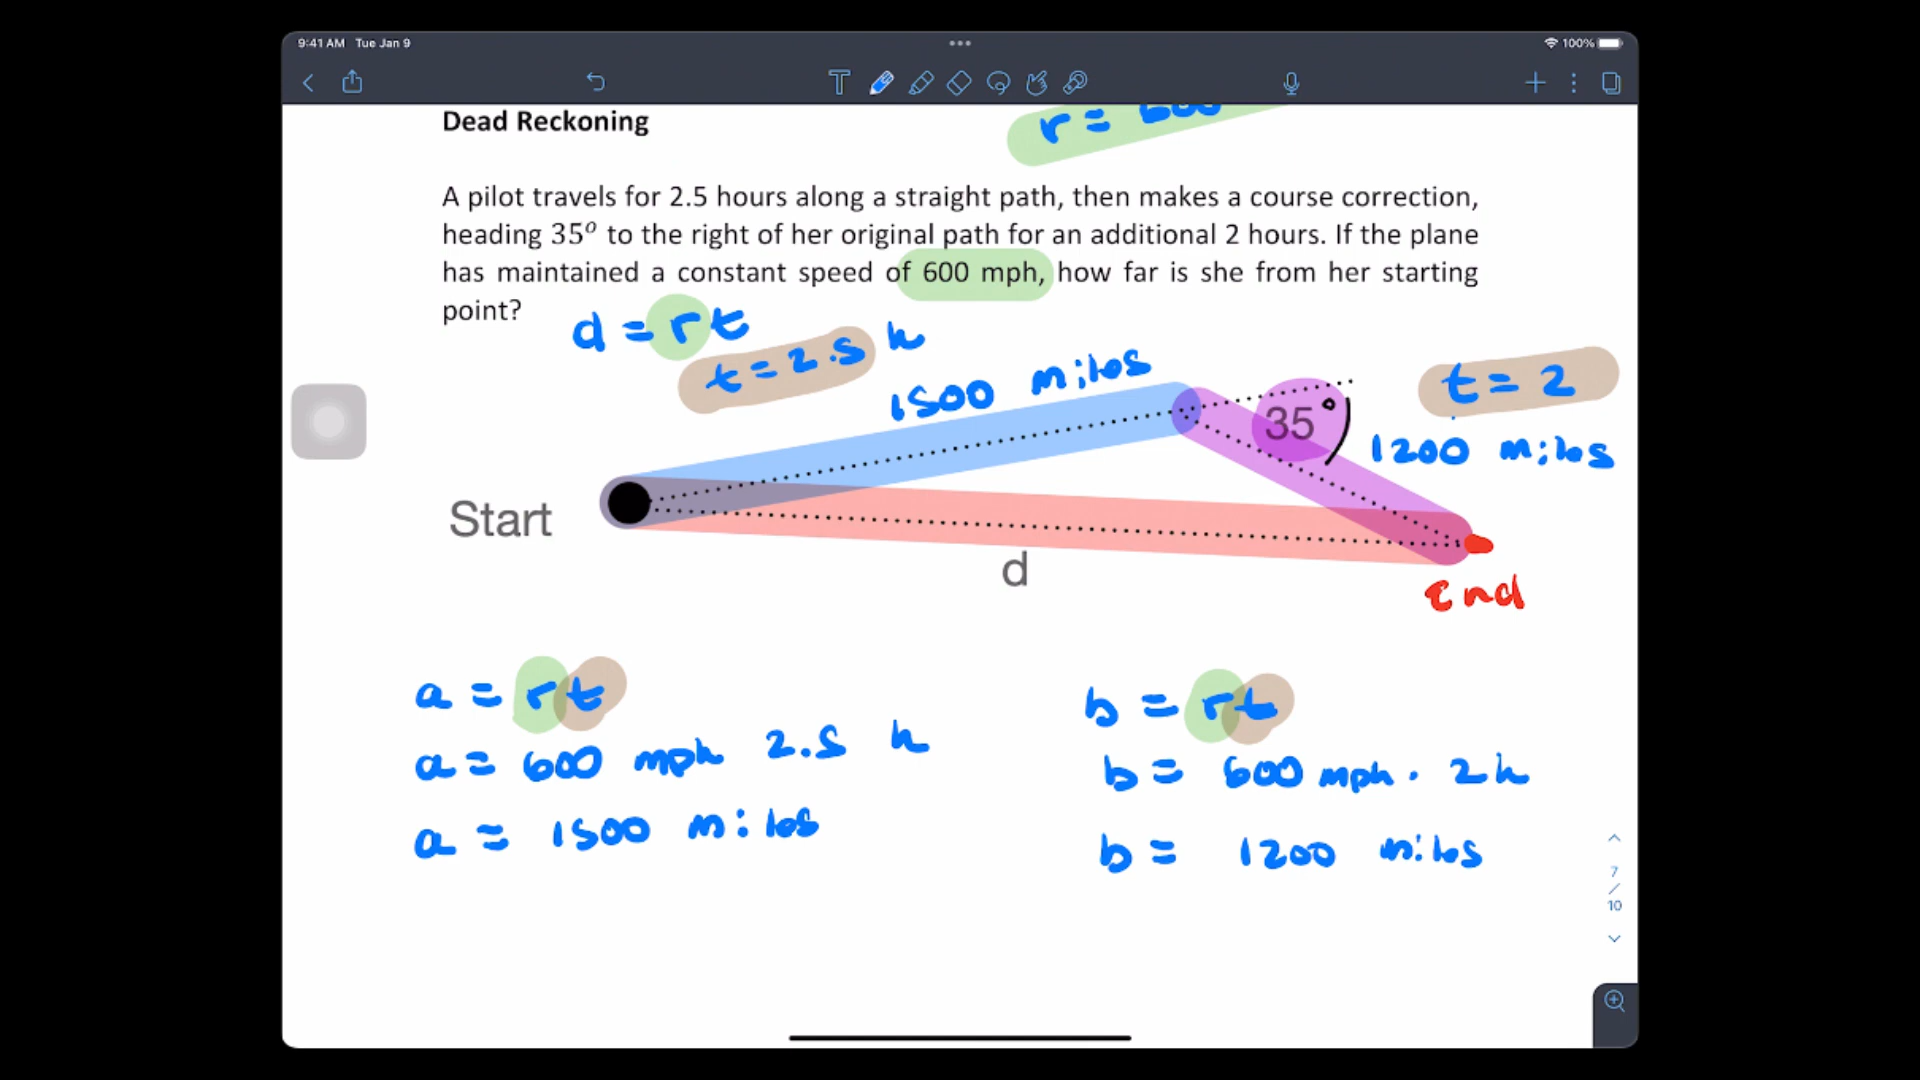 9:41 AM Tue Jan 9
100%
r = 600
Dead Reckoning
A pilot travels for 2.5 hours along a straight path, then makes a course correction,
heading 35° to the right of her original path for an additional 2 hours. If the plane
has maintained a constant speed of 600 mph, how far is she from her starting
point?
d = rt
t = 2.5 h
1500 miles
35°
t = 2
1200 miles
Start
d
End
a = rt
a = 600 mph 2.5 h
a = 1500 miles
b = rt
b = 600 mph · 2h
b = 1200 miles
7
/
10